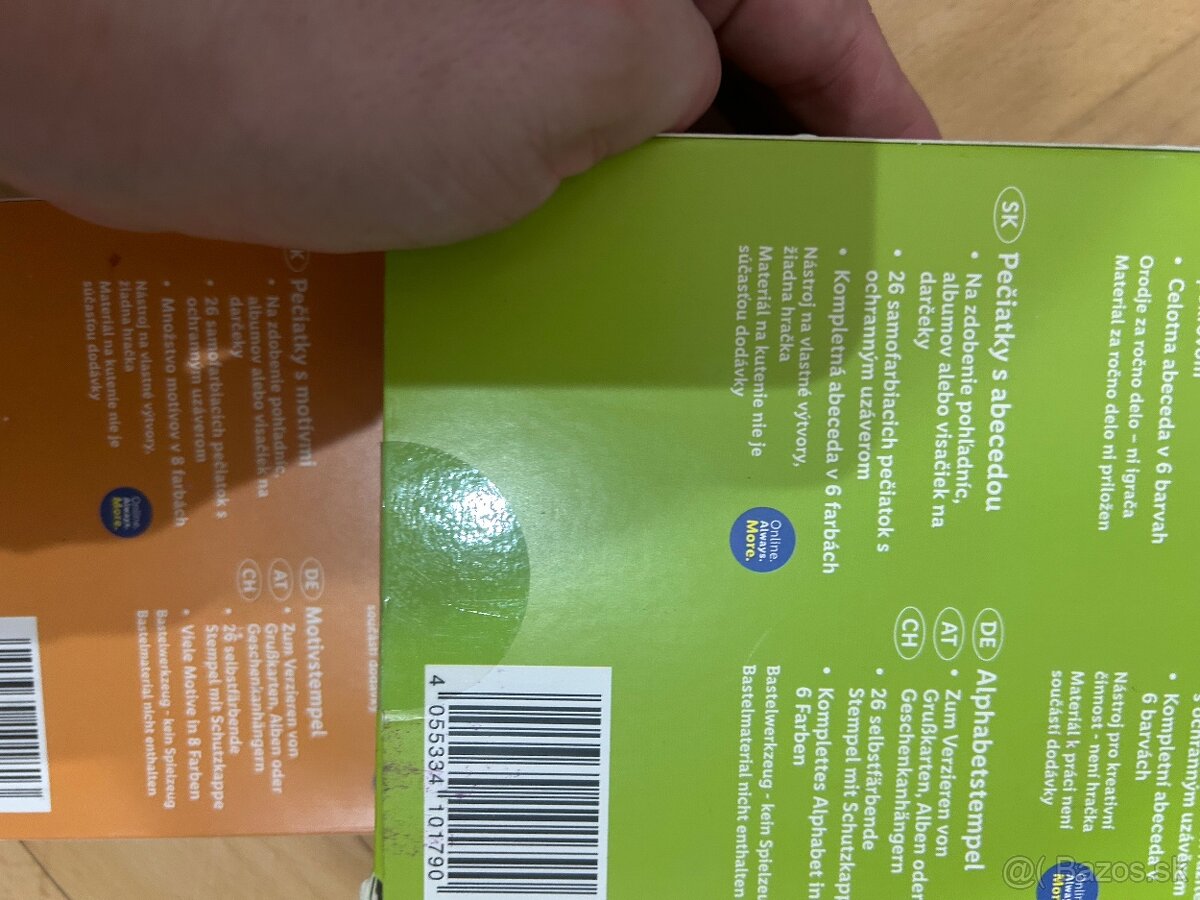 • Celotna abeceda v 6 barvah
Orodje za ročno delo – ni igrača
Material za ročno delo ni priložen
SK Pečiatky s abecedou
• Na zdobenie pohľadníc,
albumov alebo visačiek na
darčeky
• 26 samofarbiacich pečiatok s
ochranným uzáverom
• Kompletná abeceda v 6 farbách
Nástroj na vlastné výtvory,
žiadna hračka
Materiál na kutenie nie je
súčasťou dodávky
Online.
Always.
More.
uzávěrem
• Kompletní abeceda v
6 barvách
Nástroj pro kreativní
činnost - není hračka
Materiál k práci není
součástí dodávky
DE Alphabetstempel
AT
CH
• Zum Verzieren von
Grußkarten, Alben oder
Geschenkanhängern
• 26 selbstfärbende
Stempel mit Schutzkapp
• Komplettes Alphabet in
6 Farben
Bastelwerkzeug - kein Spielzeu
Bastelmaterial nicht enthalten
4 055334 101790
K Pečiatky s motívmi
• Na zdobenie pohľadníc,
albumov alebo visačiek na
darčeky
• 26 samofarbiacich pečiatok s
ochranným uzáverom
• Množstvo motívov v 8 farbách
Nástroj na vlastné výtvory,
žiadna hračka
Materiál na kutenie nie je
súčasťou dodávky
Online.
Always.
More.
DE Motivstempel
AT
CH
• Zum Verzieren von
Grußkarten, Alben oder
Geschenkanhängern
• 26 selbstfärbende
Stempel mit Schutzkappe
• Viele Motive in 8 Farben
Bastelwerkzeug - kein Spielzeug
Bastelmaterial nicht enthalten
Bazos.sk